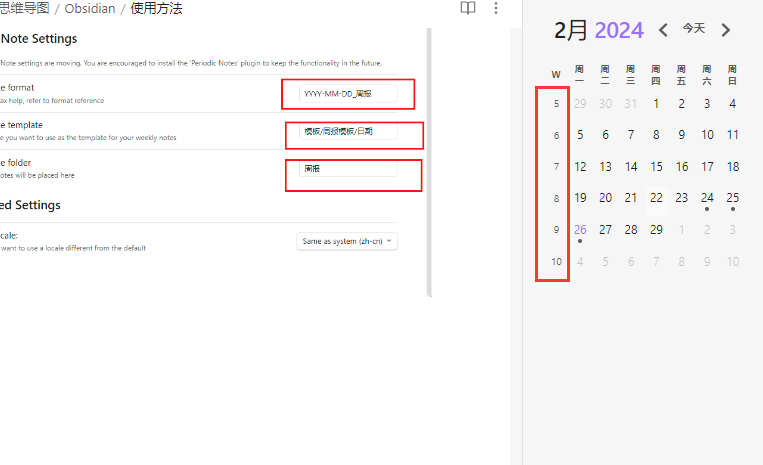 思维导图 / Obsidian / 使用方法
Note Settings
Note Settings are moving. You are encouraged to install the 'Periodic Notes' plugin to keep the functionality in the future.
e format
YYYY-MM-DD_周报
ax help, refer to format reference
te template
模板/周报模板/日期
e you want to use as the template for your weekly notes
e folder
周报
otes will be placed here
ed Settings
cale:
Same as system (zh-cn)
want to use a locale different from the default
2月 2024
今天
W 周一 周二 周三 周四 周五 周六 周日
5 29 30 31 1 2 3 4
6 5 6 7 8 9 10 11
7 12 13 14 15 16 17 18
8 19 20 21 22 23 24 25
9 26 27 28 29 1 2 3
10 4 5 6 7 8 9 10